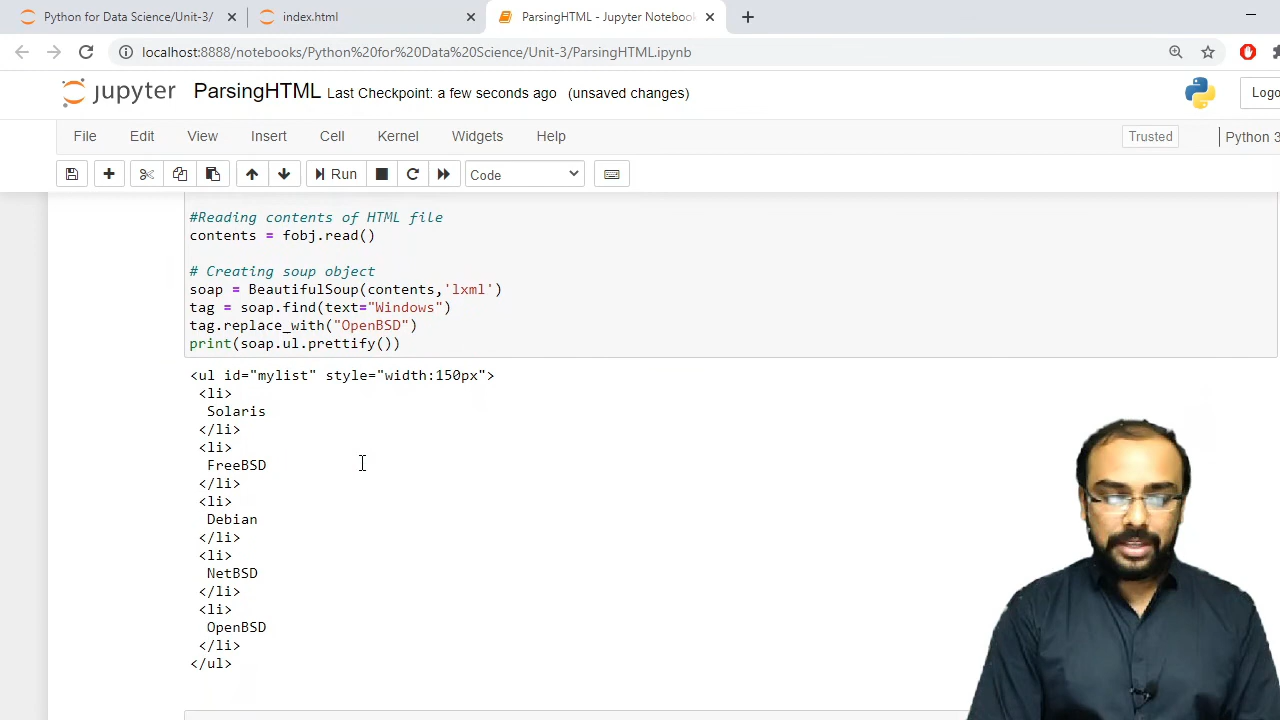 Python for Data Science/Unit-3/
index.html
ParsingHTML - Jupyter Notebook
localhost:8888/notebooks/Python%20for%20Data%20Science/Unit-3/ParsingHTML.ipynb
jupyter ParsingHTML Last Checkpoint: a few seconds ago (unsaved changes)
Logo
File Edit View Insert Cell Kernel Widgets Help
Trusted
Python 3
Run
Code
#Reading contents of HTML file
contents = fobj.read()
# Creating soup object
soap = BeautifulSoup(contents,'lxml')
tag = soap.find(text="Windows")
tag.replace_with("OpenBSD")
print(soap.ul.prettify())
<ul id="mylist" style="width:150px">
<li>
Solaris
</li>
<li>
FreeBSD
</li>
<li>
Debian
</li>
<li>
NetBSD
</li>
<li>
OpenBSD
</li>
</ul>